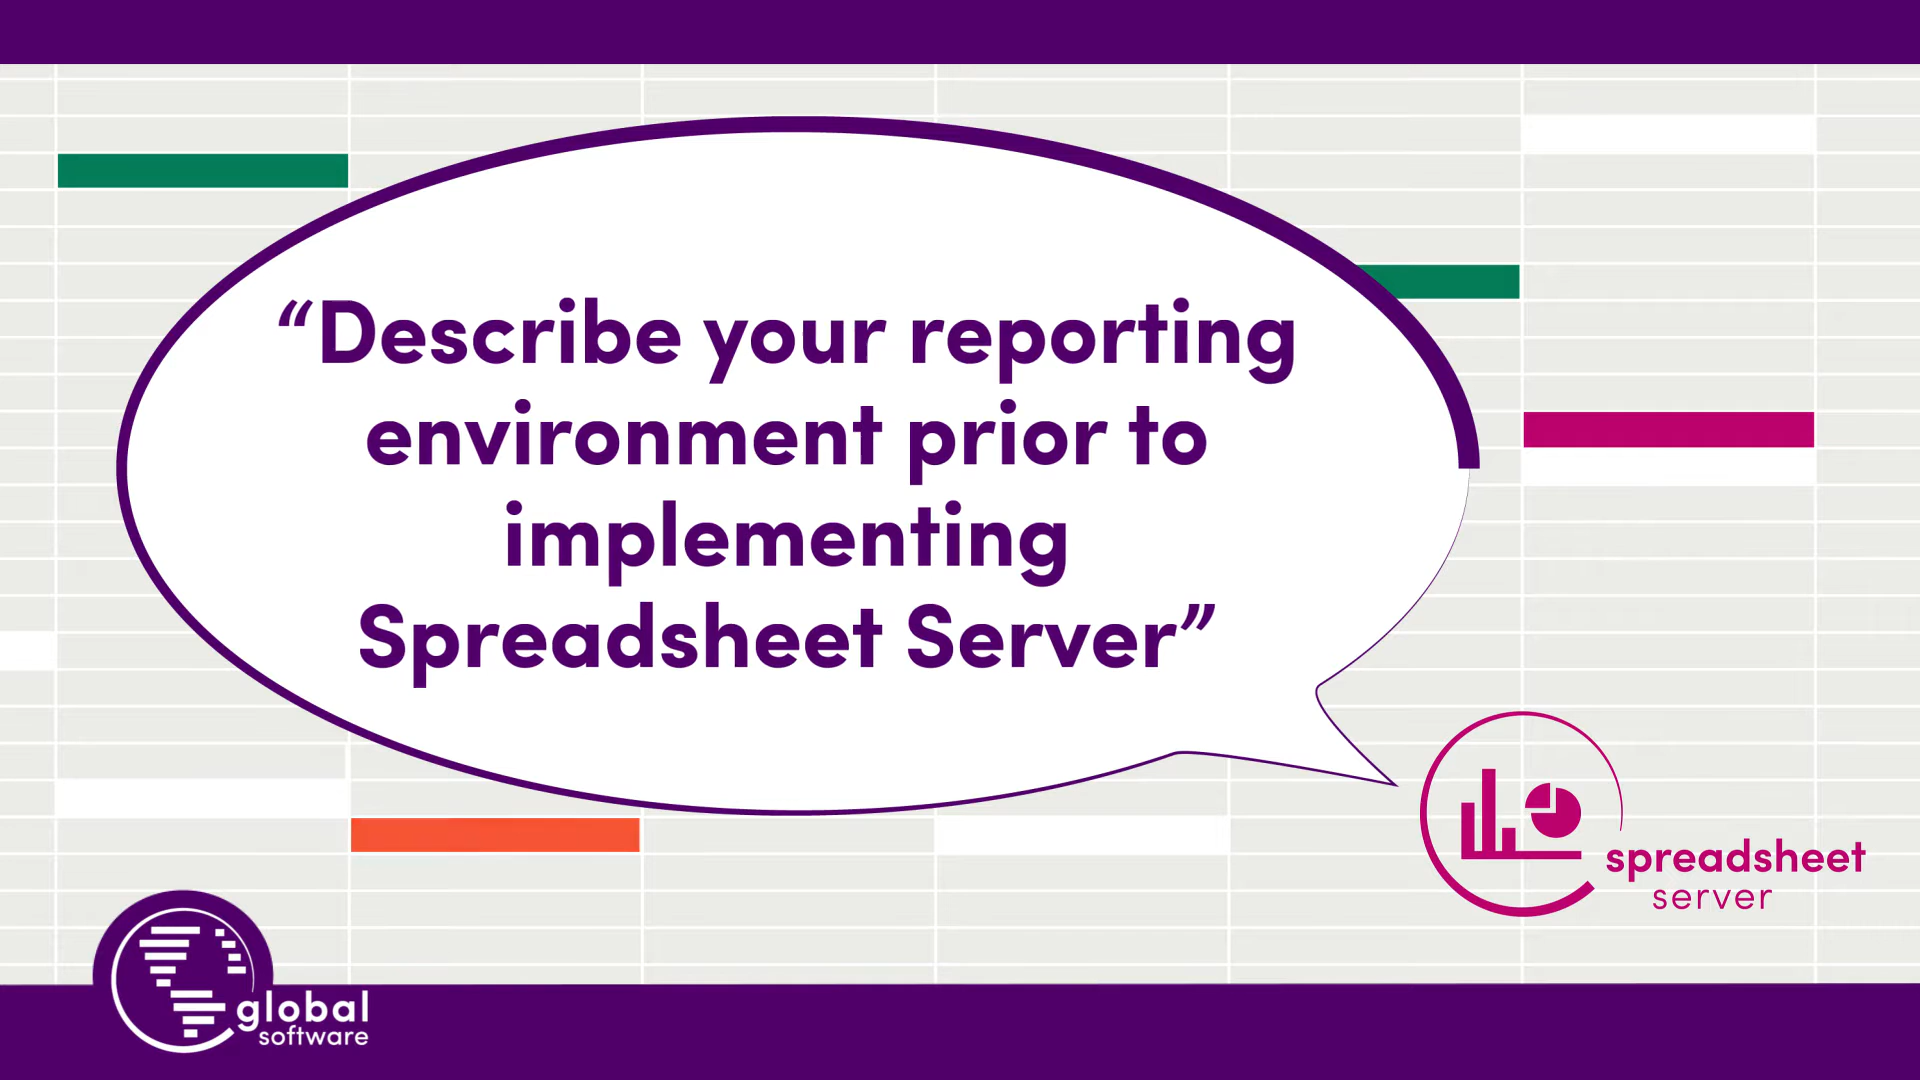 “Describe your reporting
environment prior to
implementing
Spreadsheet Server”
spreadsheet
server
global
software